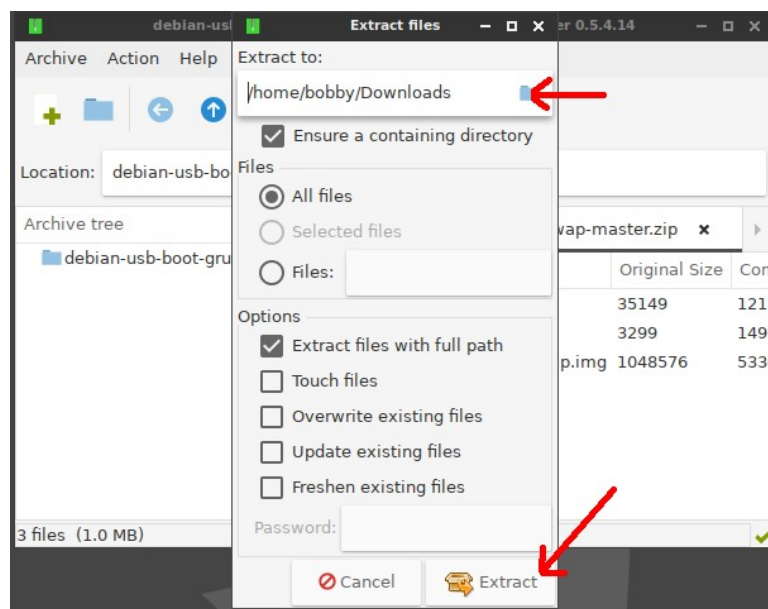 debian-us
Extract files
er 0.5.4.14
Archive Action Help
Extract to:
/home/bobby/Downloads
Ensure a containing directory
Location: debian-usb-bo
Files
All files
Archive tree
Selected files
wap-master.zip
debian-usb-boot-gru
Files:
Original Size Con
Options
35149 121
3299 149
Extract files with full path
p.img 1048576 533
Touch files
Overwrite existing files
Update existing files
Freshen existing files
Password:
3 files (1.0 MB)
Cancel Extract